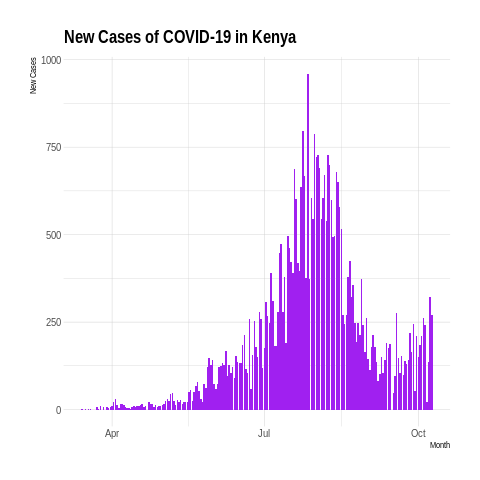 New Cases of COVID-19 in Kenya
New Cases
1000
750
500
250
0
Apr
Jul
Oct
Month